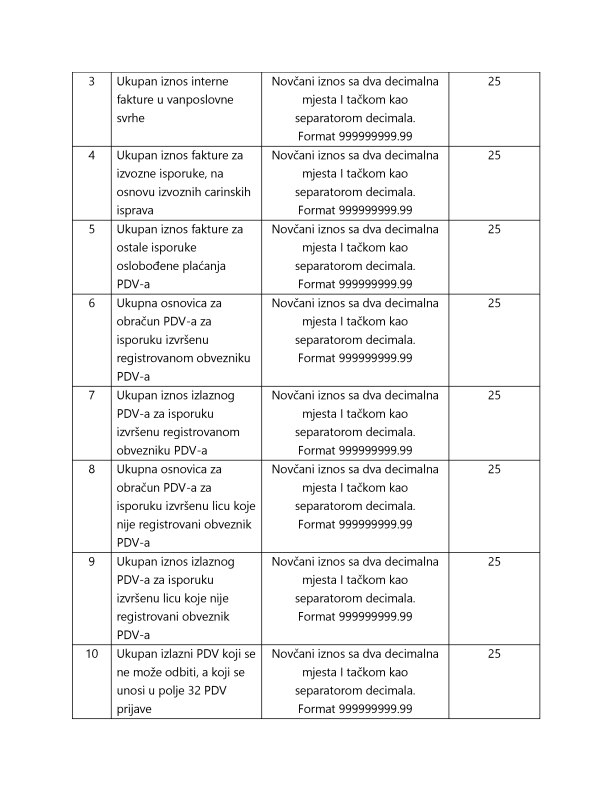 3 Ukupan iznos interne Novčani iznos sa dva decimalna 25
fakture u vanposlovne mjesta I tačkom kao
svrhe separatorom decimala.
Format 999999999.99
4 Ukupan iznos fakture za Novčani iznos sa dva decimalna 25
izvozne isporuke, na mjesta I tačkom kao
osnovu izvoznih carinskih separatorom decimala.
isprava Format 999999999.99
5 Ukupan iznos fakture za Novčani iznos sa dva decimalna 25
ostale isporuke mjesta I tačkom kao
oslobođene plaćanja separatorom decimala.
PDV-a Format 999999999.99
6 Ukupna osnovica za Novčani iznos sa dva decimalna 25
obračun PDV-a za mjesta I tačkom kao
isporuku izvršenu separatorom decimala.
registrovanom obvezniku Format 999999999.99
PDV-a
7 Ukupan iznos izlaznog Novčani iznos sa dva decimalna 25
PDV-a za isporuku mjesta I tačkom kao
izvršenu registrovanom separatorom decimala.
obvezniku PDV-a Format 999999999.99
8 Ukupna osnovica za Novčani iznos sa dva decimalna 25
obračun PDV-a za mjesta I tačkom kao
isporuku izvršenu licu koje separatorom decimala.
nije registrovani obveznik Format 999999999.99
PDV-a
9 Ukupan iznos izlaznog Novčani iznos sa dva decimalna 25
PDV-a za isporuku mjesta I tačkom kao
izvršenu licu koje nije separatorom decimala.
registrovani obveznik Format 999999999.99
PDV-a
10 Ukupan izlazni PDV koji se Novčani iznos sa dva decimalna 25
ne može odbiti, a koji se mjesta I tačkom kao
unosi u polje 32 PDV separatorom decimala.
prijave Format 999999999.99